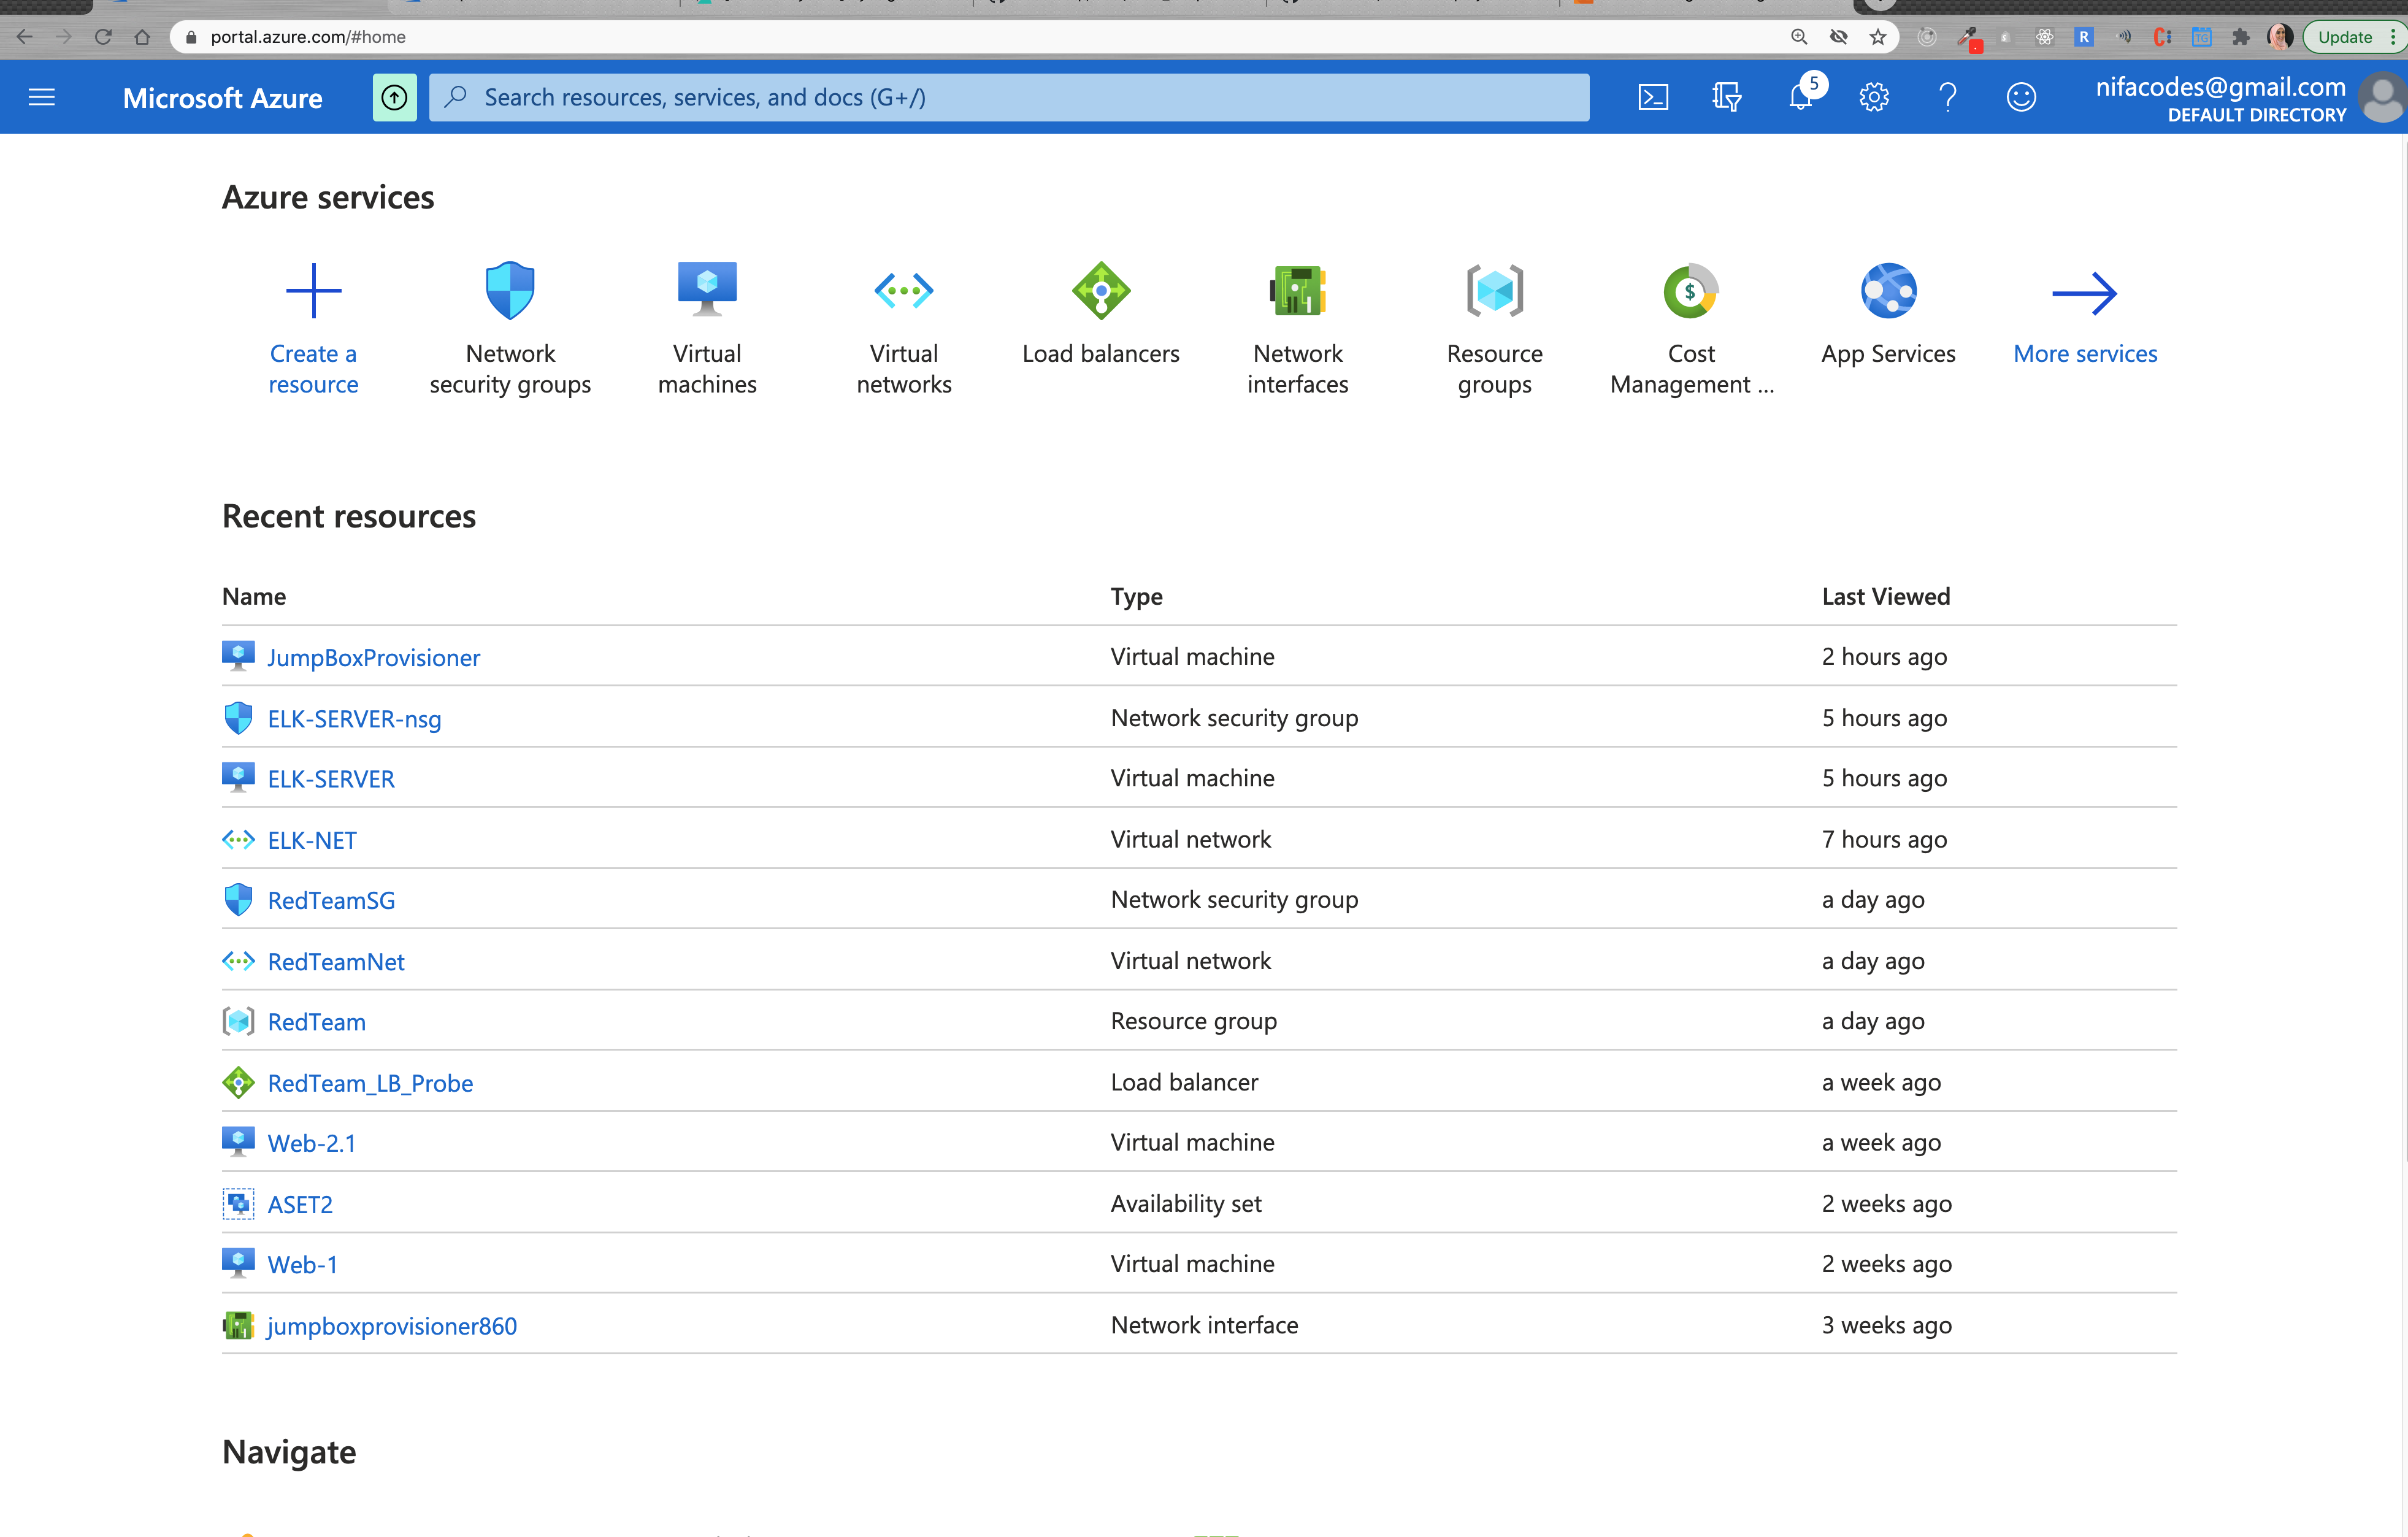 portal.azure.com/#home
Update
Microsoft Azure
Search resources, services, and docs (G+/)
5
nifacodes@gmail.com
DEFAULT DIRECTORY
Azure services
Create a resource
Network security groups
Virtual machines
Virtual networks
Load balancers
Network interfaces
Resource groups
Cost Management ...
App Services
More services
Recent resources
Name Type Last Viewed
JumpBoxProvisioner Virtual machine 2 hours ago
ELK-SERVER-nsg Network security group 5 hours ago
ELK-SERVER Virtual machine 5 hours ago
ELK-NET Virtual network 7 hours ago
RedTeamSG Network security group a day ago
RedTeamNet Virtual network a day ago
RedTeam Resource group a day ago
RedTeam_LB_Probe Load balancer a week ago
Web-2.1 Virtual machine a week ago
ASET2 Availability set 2 weeks ago
Web-1 Virtual machine 2 weeks ago
jumpboxprovisioner860 Network interface 3 weeks ago
Navigate